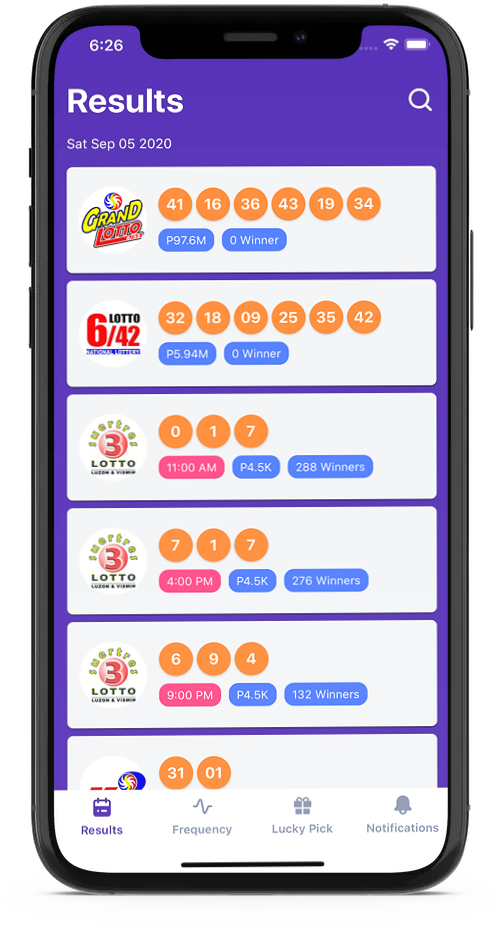 6:26
Results
Sat Sep 05 2020
GRAND
LOTTO
41 16 36 43 19 34
P97.6M 0 Winner
LOTTO
6/42
NATIONAL LOTTERY
32 18 09 25 35 42
P5.94M 0 Winner
suertres
3
LOTTO
LUZON & VISMIN
0 1 7
11:00 AM P4.5K 288 Winners
suertres
3
LOTTO
LUZON & VISMIN
7 1 7
4:00 PM P4.5K 276 Winners
suertres
3
LOTTO
LUZON & VISMIN
6 9 4
9:00 PM P4.5K 132 Winners
31 01
Results Frequency Lucky Pick Notifications